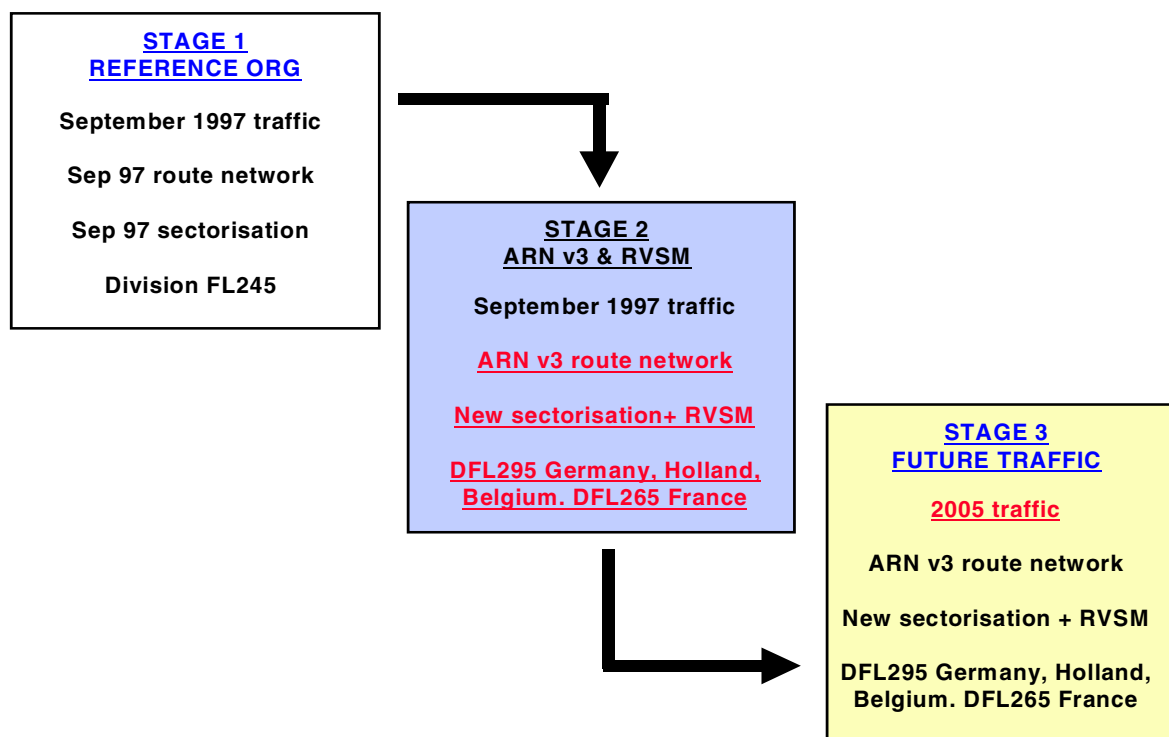 STAGE 1
REFERENCE ORG
September 1997 traffic
Sep 97 route network
Sep 97 sectorisation
Division FL245
STAGE 2
ARN v3 & RVSM
September 1997 traffic
ARN v3 route network
New sectorisation+ RVSM
DFL295 Germany, Holland,
Belgium. DFL265 France
STAGE 3
FUTURE TRAFFIC
2005 traffic
ARN v3 route network
New sectorisation + RVSM
DFL295 Germany, Holland,
Belgium. DFL265 France